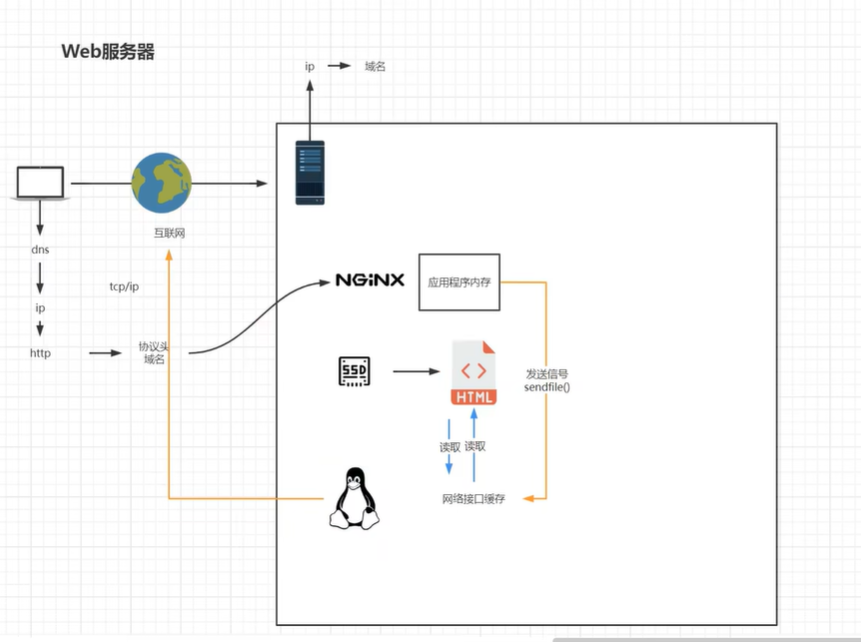 Web服务器
ip
域名
互联网
dns
tcp/ip
ip
http
协议头
域名
NGINX
应用程序内存
SSD
HTML
发送信号
sendfile()
读取
读取
网络接口缓存